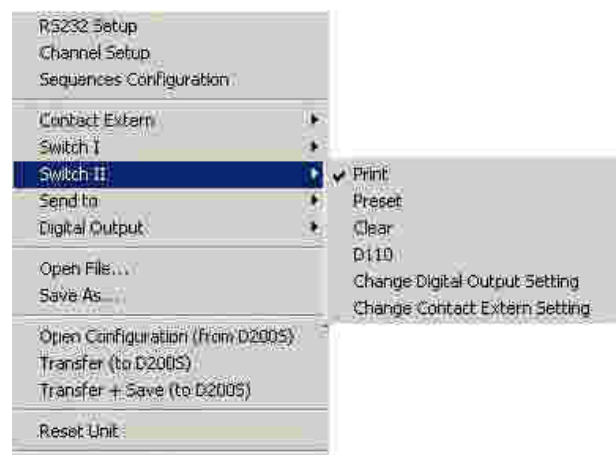 RS232 Setup
Channel Setup
Sequences Configuration
Contact Extern
Switch I
Switch II
Send to
Digital Output
Open File...
Save As...
Open Configuration (from D200S)
Transfer (to D200S)
Transfer + Save (to D200S)
Reset Unit
Print
Preset
Clear
D110
Change Digital Output Setting
Change Contact Extern Setting